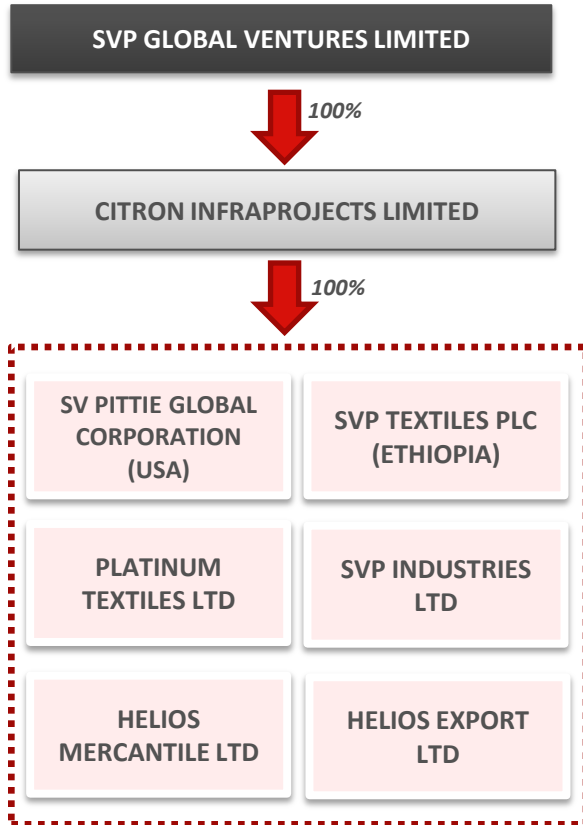 SVP GLOBAL VENTURES LIMITED
100%
CITRON INFRAPROJECTS LIMITED
100%
SV PITTIE GLOBAL
CORPORATION
(USA)
SVP TEXTILES PLC
(ETHIOPIA)
PLATINUM
TEXTILES LTD
SVP INDUSTRIES
LTD
HELIOS
MERCANTILE LTD
HELIOS EXPORT
LTD